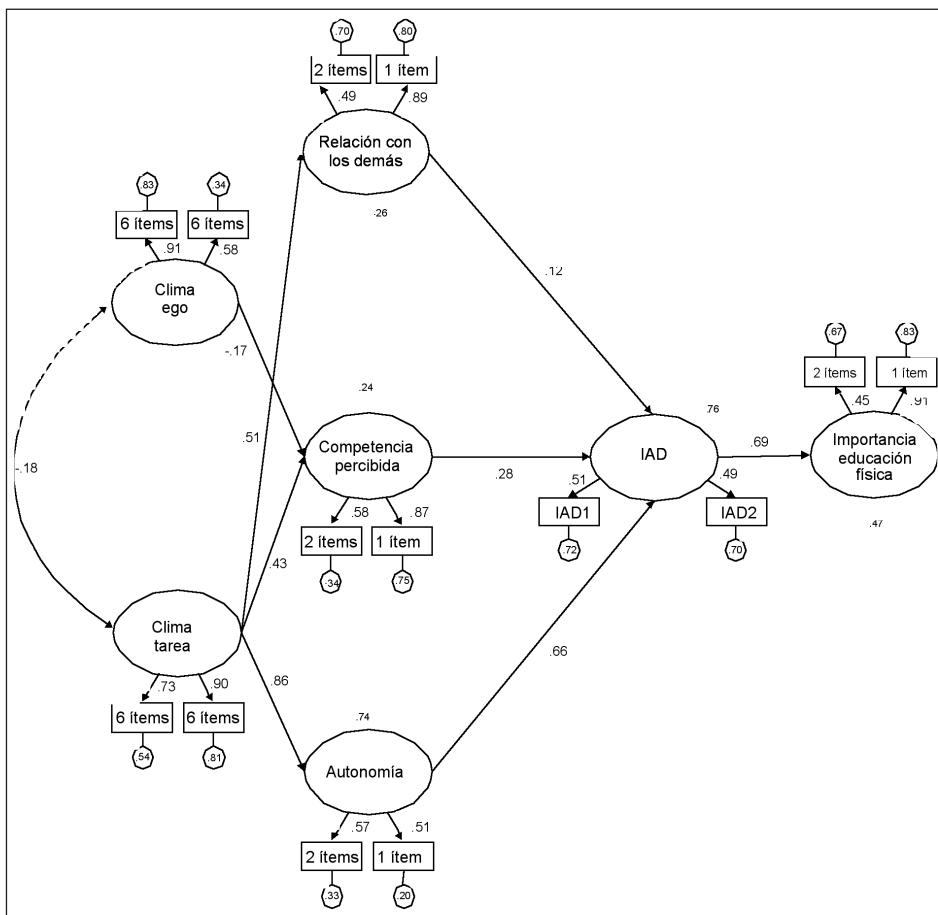 .70
.80
2 ítems
1 ítem
.49
.89
Relación con
los demás
.26
.83
.34
6 ítems
6 ítems
.91
.58
Clima
ego
.12
-.17
.51
-.18
.24
Competencia
percibida
.58
.87
2 ítems
1 ítem
.34
.75
.43
.28
.76
IAD
.51
.49
IAD1
IAD2
.72
.70
.69
.67
.83
2 ítems
1 ítem
.45
.91
Importancia
educación
física
.47
Clima
tarea
.73
.90
6 ítems
6 ítems
.54
.81
.86
.66
.74
Autonomía
.57
.51
2 ítems
1 ítem
.33
.20